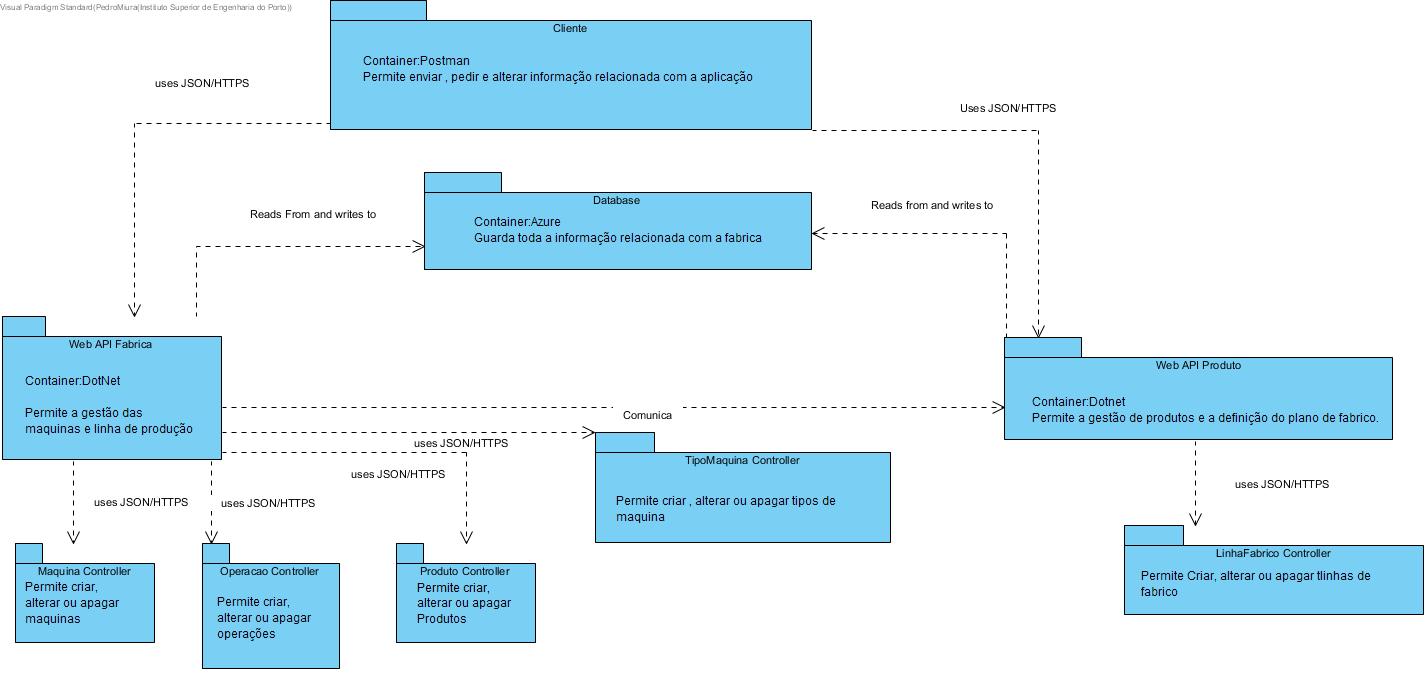 Visual Paradigm Standard(PedroMiura(Instituto Superior de Engenharia do Porto))
Cliente
Container:Postman
Permite enviar , pedir e alterar informação relacionada com a aplicação
uses JSON/HTTPS
Uses JSON/HTTPS
Database
Container:Azure
Guarda toda a informação relacionada com a fabrica
Reads From and writes to
Reads from and writes to
Web API Fabrica
Container:DotNet
Permite a gestão das
maquinas e linha de produção
Web API Produto
Container:Dotnet
Permite a gestão de produtos e a definição do plano de fabrico.
Comunica
uses JSON/HTTPS
uses JSON/HTTPS
uses JSON/HTTPS
uses JSON/HTTPS
uses JSON/HTTPS
TipoMaquina Controller
Permite criar , alterar ou apagar tipos de
maquina
Maquina Controller
Permite criar,
alterar ou apagar
maquinas
Operacao Controller
Permite criar,
alterar ou apagar
operações
Produto Controller
Permite criar,
alterar ou apagar
Produtos
LinhaFabrico Controller
Permite Criar, alterar ou apagar tlinhas de
fabrico